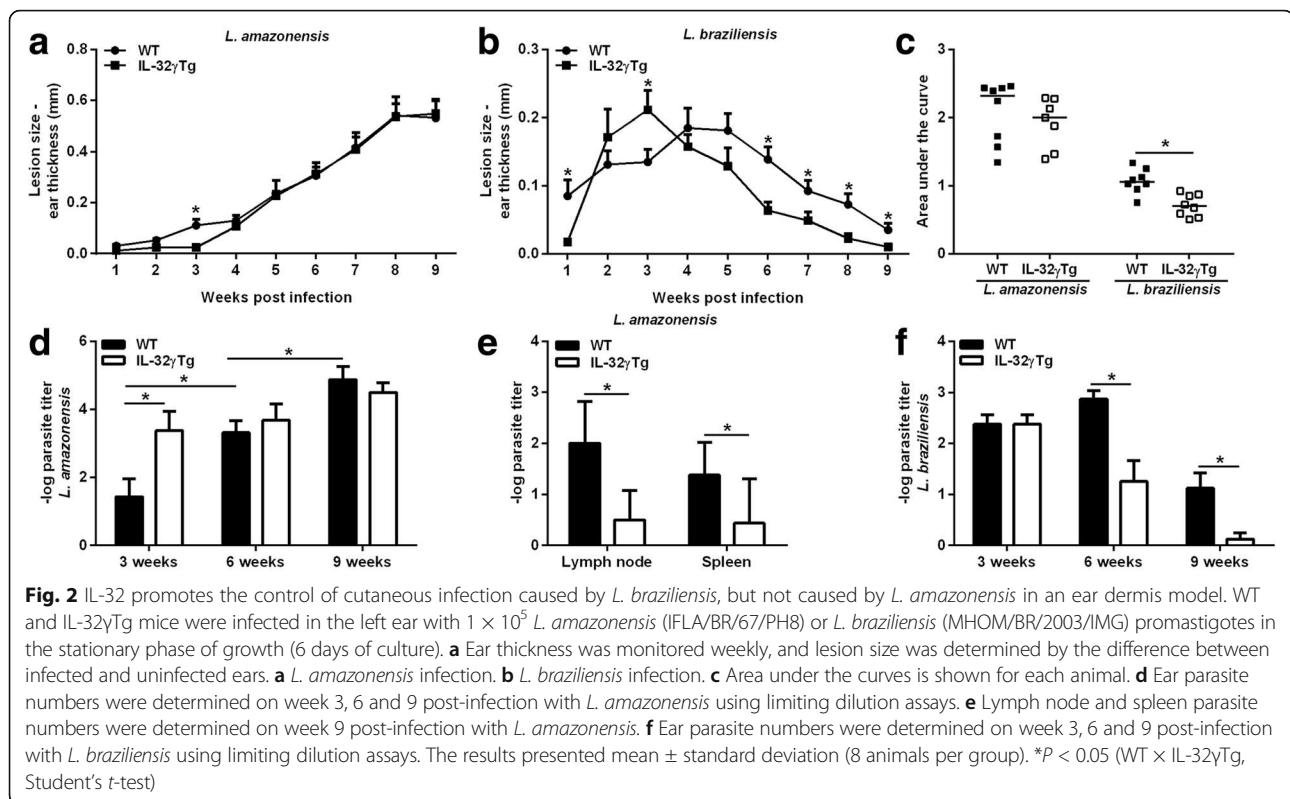 a
L. amazonensis
WT
IL-32γTg
Lesion size -
ear thickness (mm)
0.8
0.6
0.4
0.2
0.0
1 2 3 4 5 6 7 8 9
Weeks post infection
*
b
L. braziliensis
WT
IL-32γTg
Lesion size -
ear thickness (mm)
0.3
0.2
0.1
0.0
1 2 3 4 5 6 7 8 9
Weeks post infection
* * * * * *
c
Area under the curve
3
2
1
0
*
WT IL-32γTg WT IL-32γTg
L. amazonensis L. braziliensis
d
WT
IL-32γTg
-log parasite titer
L. amazonensis
6
4
2
0
* * *
3 weeks 6 weeks 9 weeks
e
L. amazonensis
WT
IL-32γTg
-log parasite titer
4
3
2
1
0
* *
Lymph node Spleen
f
WT
IL-32γTg
-log parasite titer
L. braziliensis
4
3
2
1
0
* *
3 weeks 6 weeks 9 weeks
Fig. 2 IL-32 promotes the control of cutaneous infection caused by L. braziliensis, but not caused by L. amazonensis in an ear dermis model. WT
and IL-32γTg mice were infected in the left ear with 1 × 10⁵ L. amazonensis (IFLA/BR/67/PH8) or L. braziliensis (MHOM/BR/2003/IMG) promastigotes in
the stationary phase of growth (6 days of culture). a Ear thickness was monitored weekly, and lesion size was determined by the difference between
infected and uninfected ears. a L. amazonensis infection. b L. braziliensis infection. c Area under the curves is shown for each animal. d Ear parasite
numbers were determined on week 3, 6 and 9 post-infection with L. amazonensis using limiting dilution assays. e Lymph node and spleen parasite
numbers were determined on week 9 post-infection with L. amazonensis. f Ear parasite numbers were determined on week 3, 6 and 9 post-infection
with L. braziliensis using limiting dilution assays. The results presented mean ± standard deviation (8 animals per group). *P < 0.05 (WT × IL-32γTg,
Student's t-test)